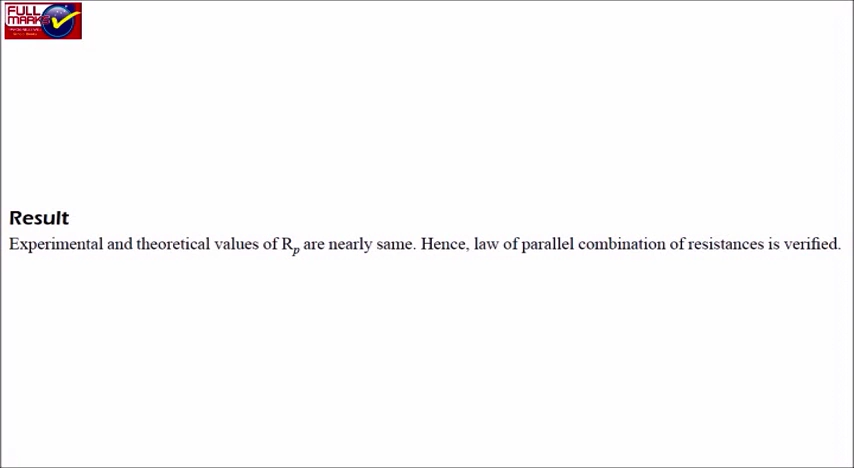 FULL
MARKS
Result
Experimental and theoretical values of Rp are nearly same. Hence, law of parallel combination of resistances is verified.